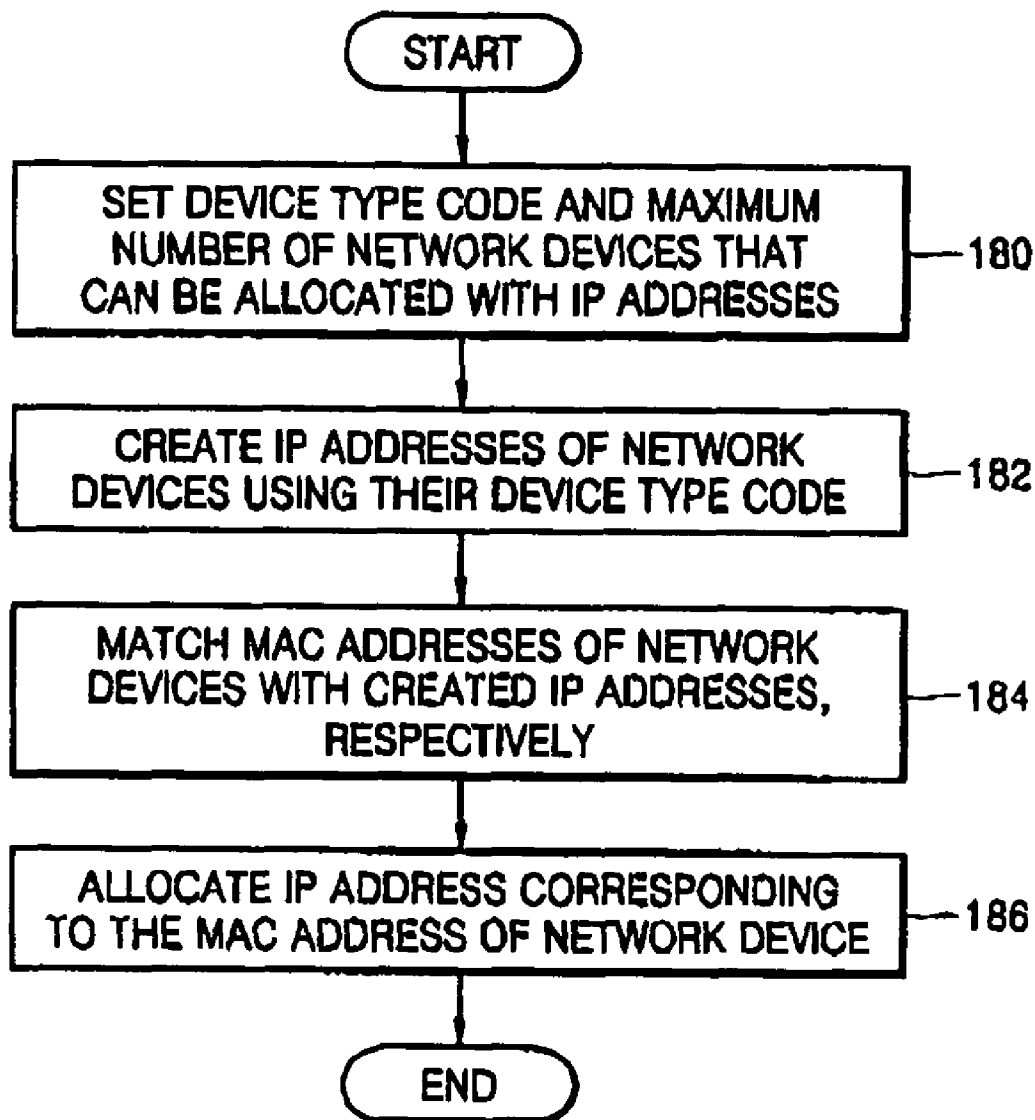 START
SET DEVICE TYPE CODE AND MAXIMUM
NUMBER OF NETWORK DEVICES THAT
CAN BE ALLOCATED WITH IP ADDRESSES
180
CREATE IP ADDRESSES OF NETWORK
DEVICES USING THEIR DEVICE TYPE CODE
182
MATCH MAC ADDRESSES OF NETWORK
DEVICES WITH CREATED IP ADDRESSES,
RESPECTIVELY
184
ALLOCATE IP ADDRESS CORRESPONDING
TO THE MAC ADDRESS OF NETWORK DEVICE
186
END